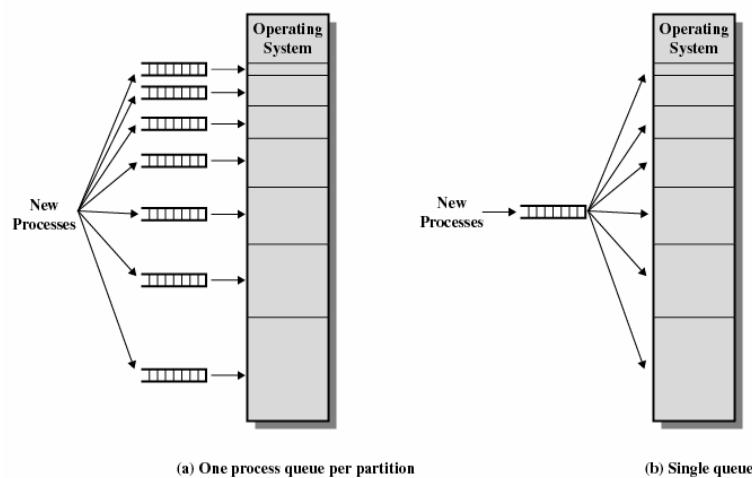 Operating
System
New
Processes
(a) One process queue per partition
Operating
System
New
Processes
(b) Single queue